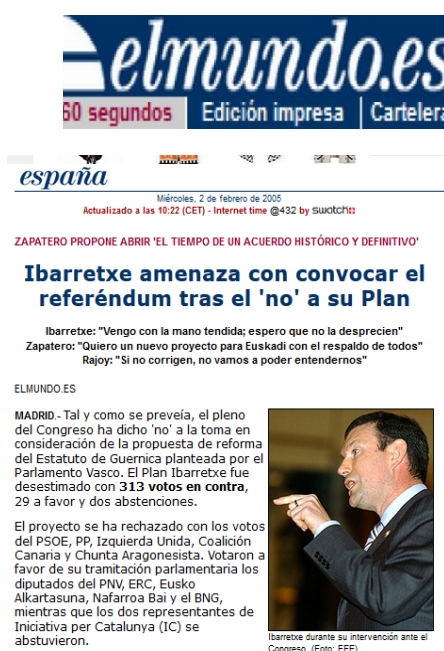 elmundo.es
60 segundos Edición impresa Cartelera
españa
Miércoles, 2 de febrero de 2005
Actualizado a las 10:22 (CET) - Internet time @432 by swatch
ZAPATERO PROPONE ABRIR 'EL TIEMPO DE UN ACUERDO HISTÓRICO Y DEFINITIVO'
Ibarretxe amenaza con convocar el
referéndum tras el 'no' a su Plan
Ibarretxe: "Vengo con la mano tendida; espero que no la desprecien"
Zapatero: "Quiero un nuevo proyecto para Euskadi con el respaldo de todos"
Rajoy: "Si no corrigen, no vamos a poder entendernos"
ELMUNDO.ES
MADRID.- Tal y como se preveía, el pleno
del Congreso ha dicho 'no' a la toma en
consideración de la propuesta de reforma
del Estatuto de Guernica planteada por el
Parlamento Vasco. El Plan Ibarretxe fue
desestimado con 313 votos en contra,
29 a favor y dos abstenciones.
El proyecto se ha rechazado con los votos
del PSOE, PP, Izquierda Unida, Coalición
Canaria y Chunta Aragonesista. Votaron a
favor de su tramitación parlamentaria los
diputados del PNV, ERC, Eusko
Alkartasuna, Nafarroa Bai y el BNG,
mientras que los dos representantes de
Iniciativa per Catalunya (IC) se
abstuvieron.
Ibarretxe durante su intervención ante el
Congreso. (Foto: EFE)